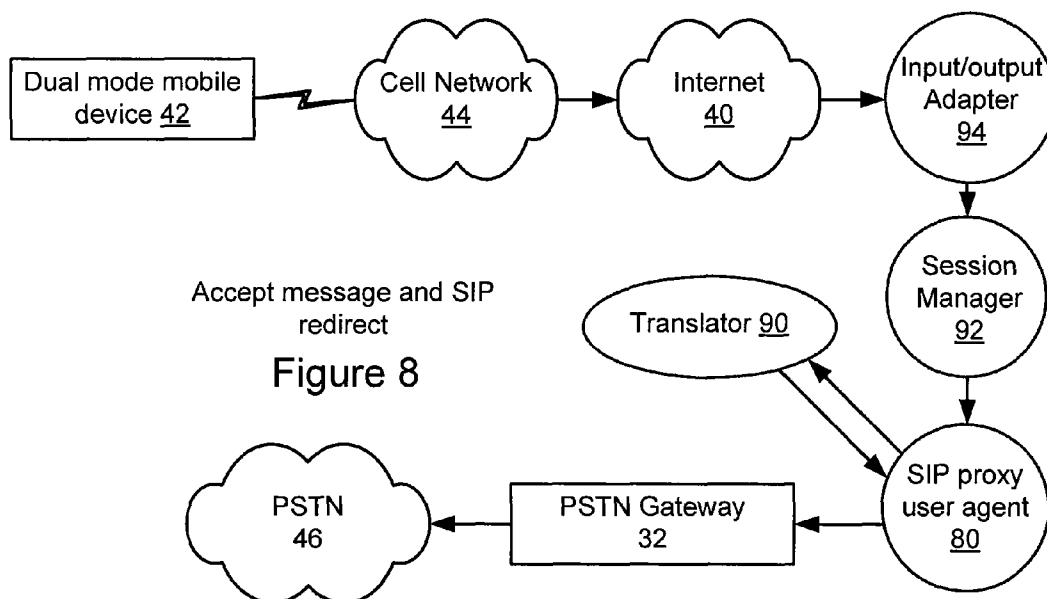 Dual mode mobile
device 42
Cell Network
44
Internet
40
Input/output
Adapter
94
Session
Manager
92
Accept message and SIP
redirect
Figure 8
Translator 90
SIP proxy
user agent
80
PSTN Gateway
32
PSTN
46